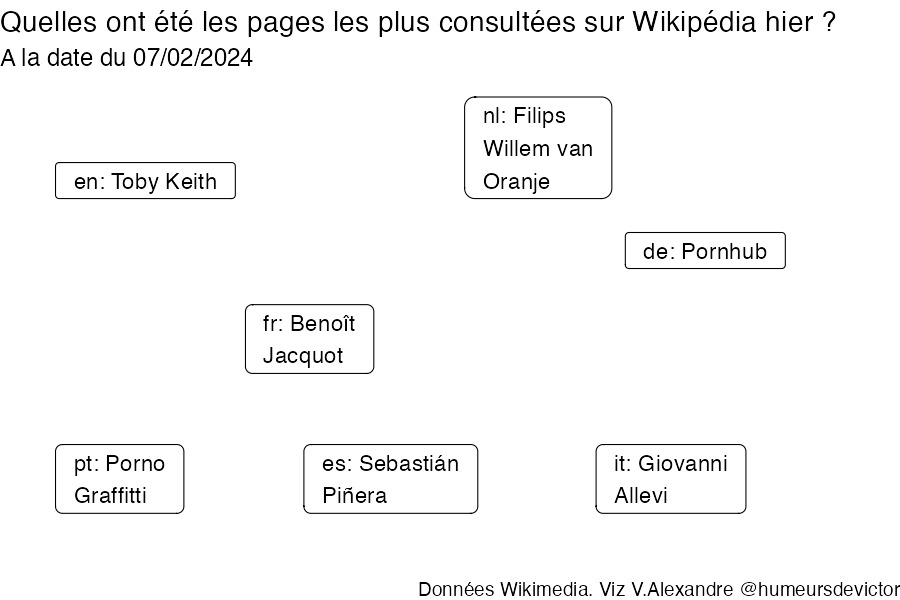 Quelles ont été les pages les plus consultées sur Wikipédia hier ?
A la date du 07/02/2024
nl: Filips
Willem van
Oranje
en: Toby Keith
de: Pornhub
fr: Benoît
Jacquot
pt: Porno
Graffitti
es: Sebastián
Piñera
it: Giovanni
Allevi
Données Wikimedia. Viz V.Alexandre @humeursdevictor